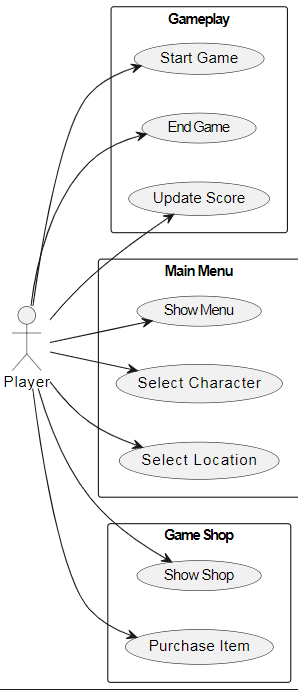 Gameplay
Start Game
End Game
Update Score
Main Menu
Show Menu
Player
Select Character
Select Location
Game Shop
Show Shop
Purchase Item